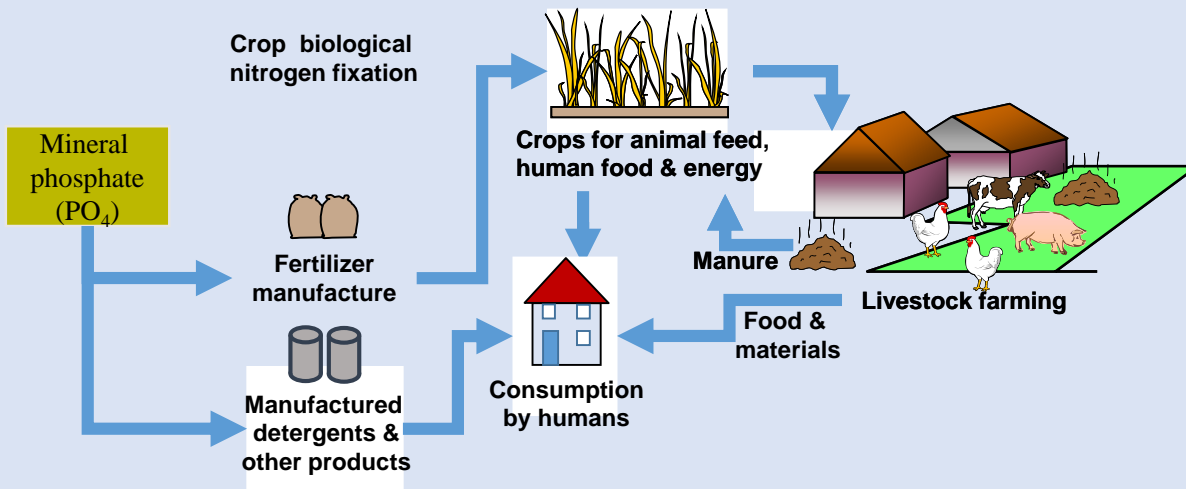 Crop biological
nitrogen fixation
Mineral
phosphate
(PO₄)
Crops for animal feed,
human food & energy
Fertilizer
manufacture
Manure
Livestock farming
Food &
materials
Consumption
by humans
Manufactured
detergents &
other products